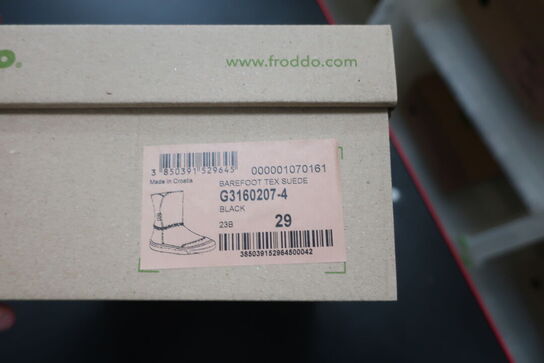 www.froddo.com
3 850391 529645
000001070161
Made in Croatia
BAREFOOT TEX SUEDE
G3160207-4
BLACK
23B
29
385039152964500042